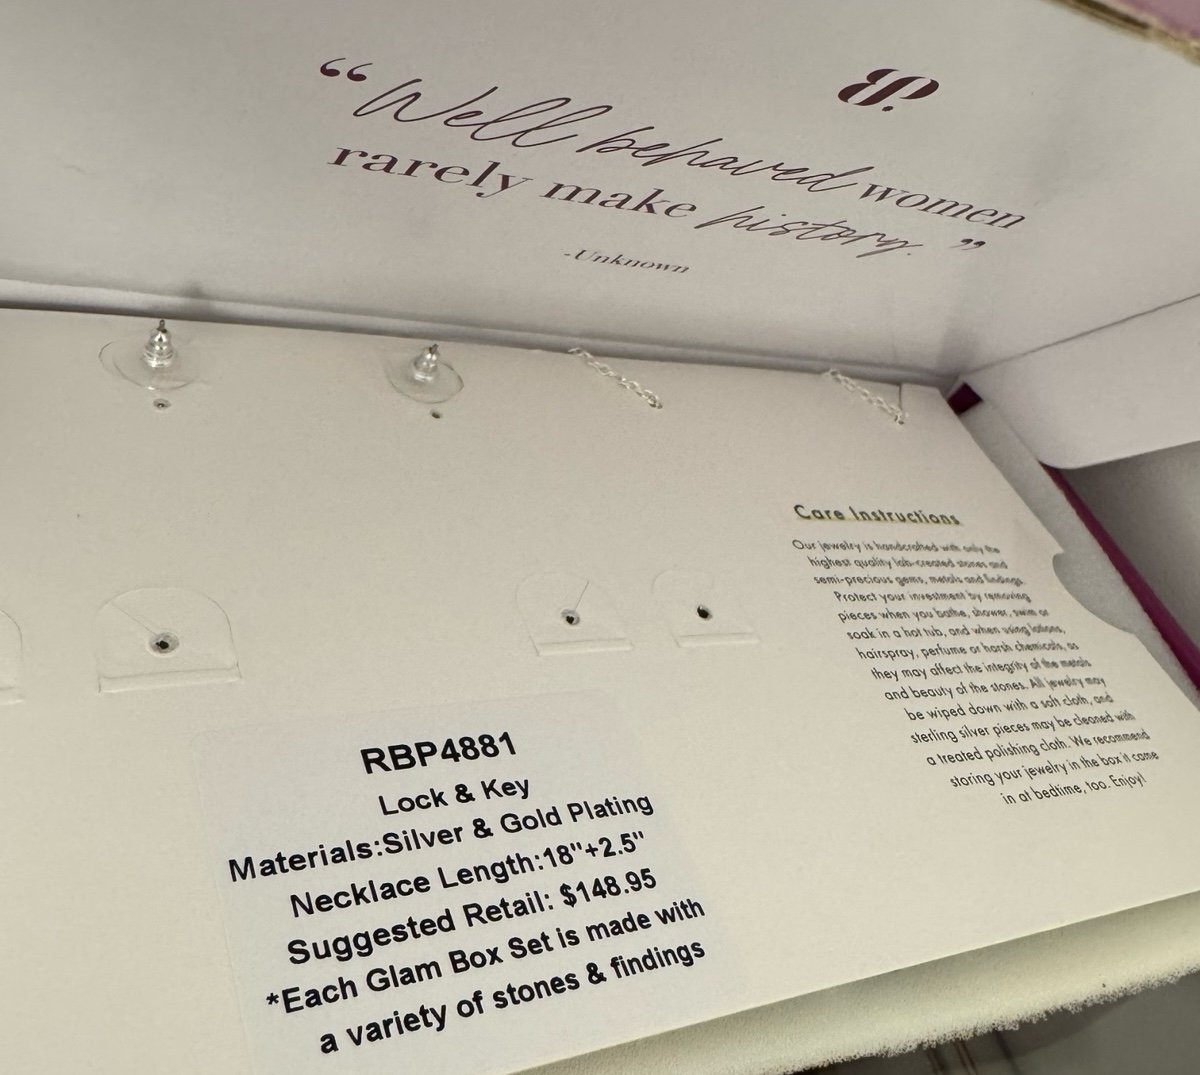 BP.
“Well behaved women
rarely make history.”
-Unknown
Care Instructions
Our jewelry is handcrafted with only the
highest quality lab-created stones and
semi-precious gems, metals and findings.
Protect your investment by removing
pieces when you bathe, shower, swim or
soak in a hot tub, and when using lotions,
hairspray, perfume or harsh chemicals, as
they may affect the integrity of the metals
and beauty of the stones. All jewelry may
be wiped down with a soft cloth, and
sterling silver pieces may be cleaned with
a treated polishing cloth. We recommend
storing your jewelry in the box it came
in at bedtime, too. Enjoy!
RBP4881
Lock & Key
Materials:Silver & Gold Plating
Necklace Length:18"+2.5"
Suggested Retail: $148.95
*Each Glam Box Set is made with
a variety of stones & findings